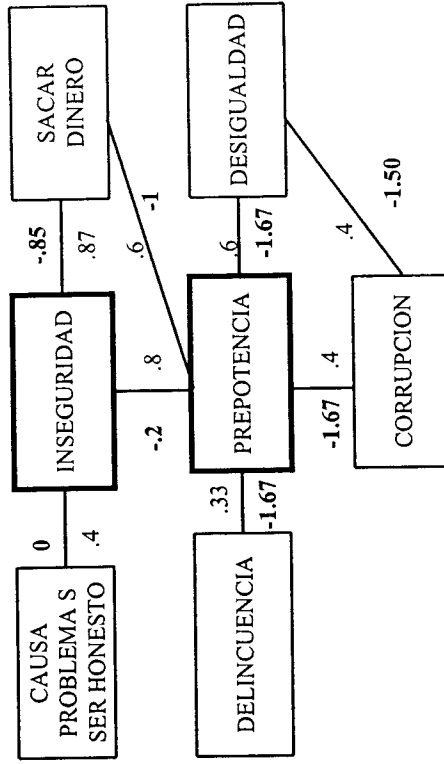 CAUSA
PROBLEMA S
SER HONESTO
0
.4
INSEGURIDAD
-.85
.87
SACAR
DINERO
-.2
.8
.6
-1
DELINCUENCIA
.33
-1.67
PREPOTENCIA
.6
-1.67
DESIGUALDAD
-1.67
.4
.4
-1.50
CORRUPCION